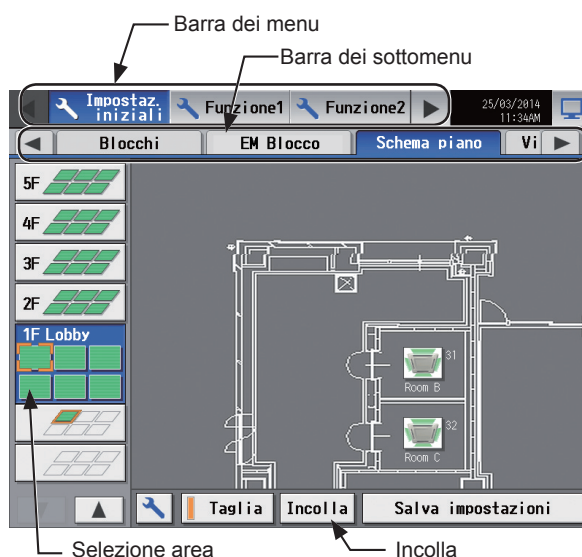 Barra dei menu
Barra dei sottomenu
Impostaz. iniziali
Funzione1
Funzione2
25/03/2014
11:34AM
Blocchi
EM Blocco
Schema piano
Vi
5F
4F
3F
2F
1F Lobby
31
Room B
32
Room C
Taglia
Incolla
Salva impostazioni
Selezione area
Incolla